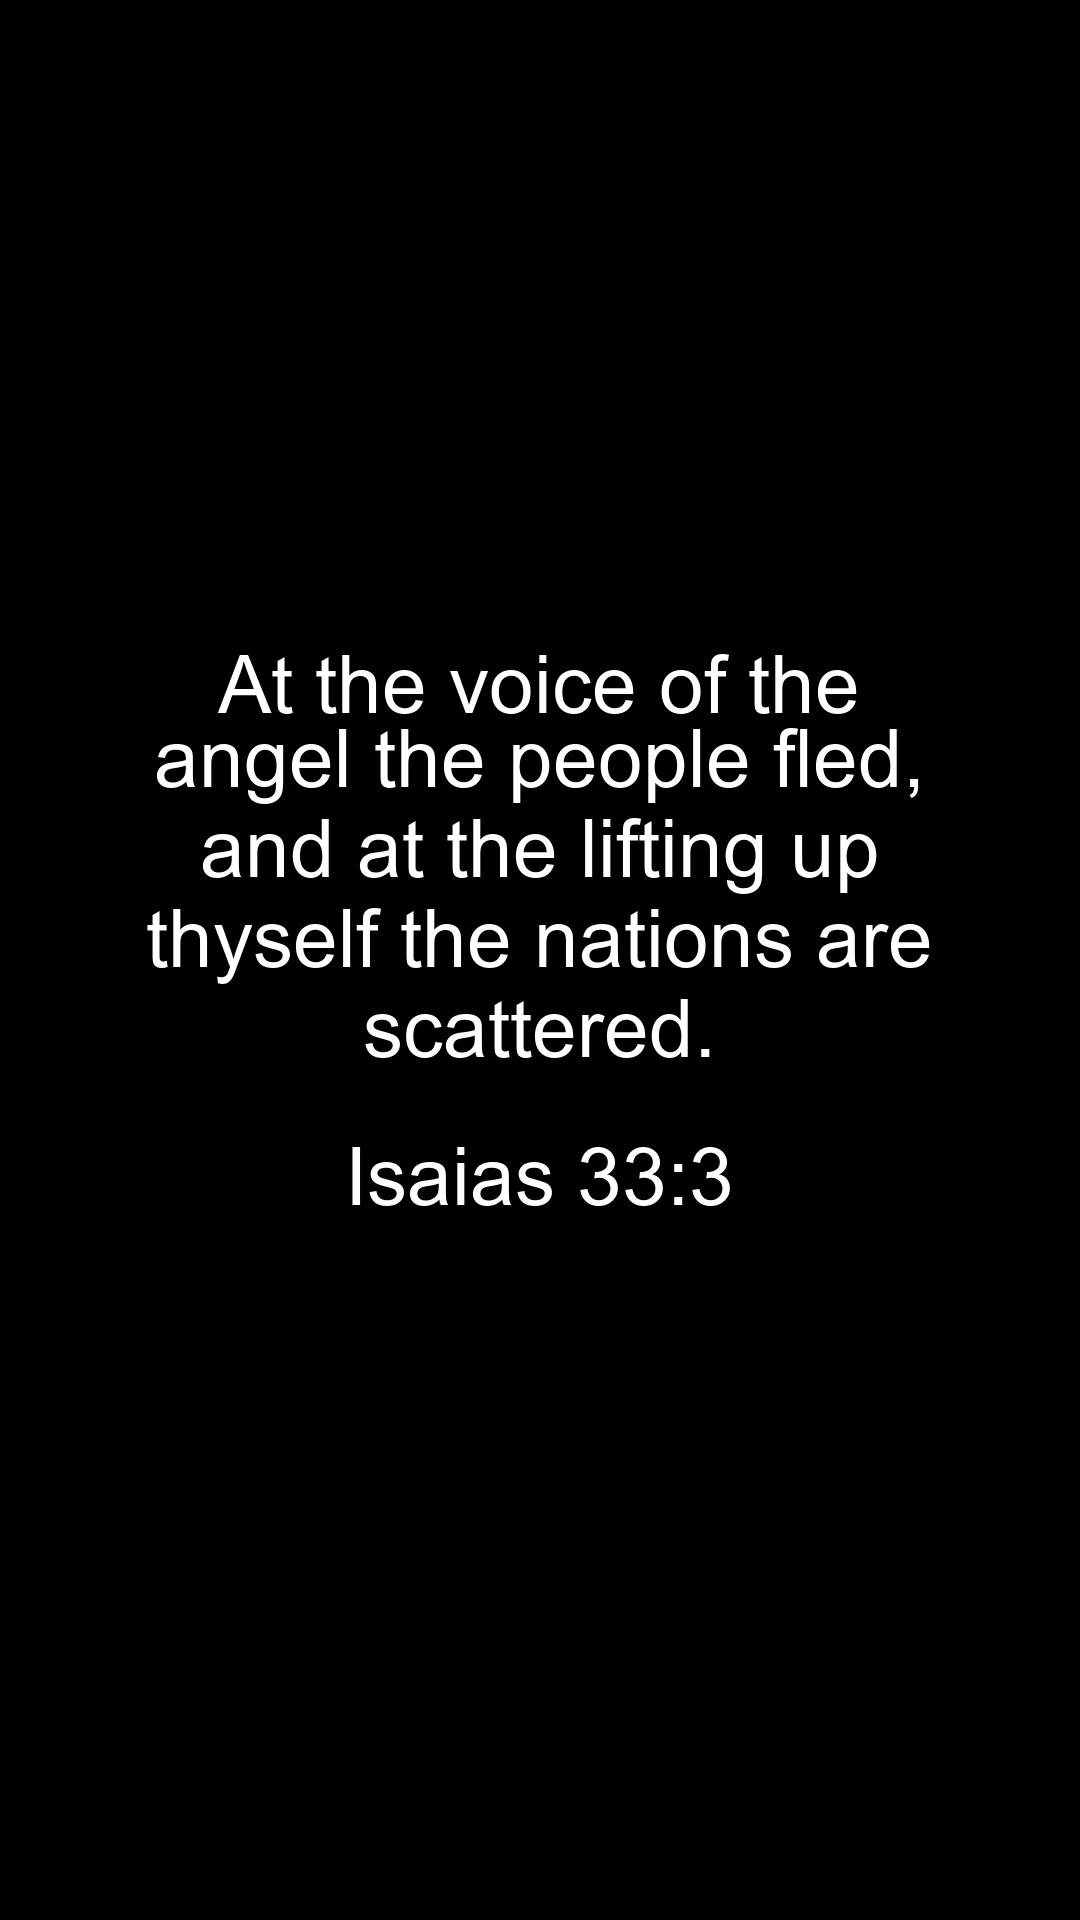 At the voice of the
angel the people fled,
and at the lifting up
thyself the nations are
scattered.
Isaias 33:3